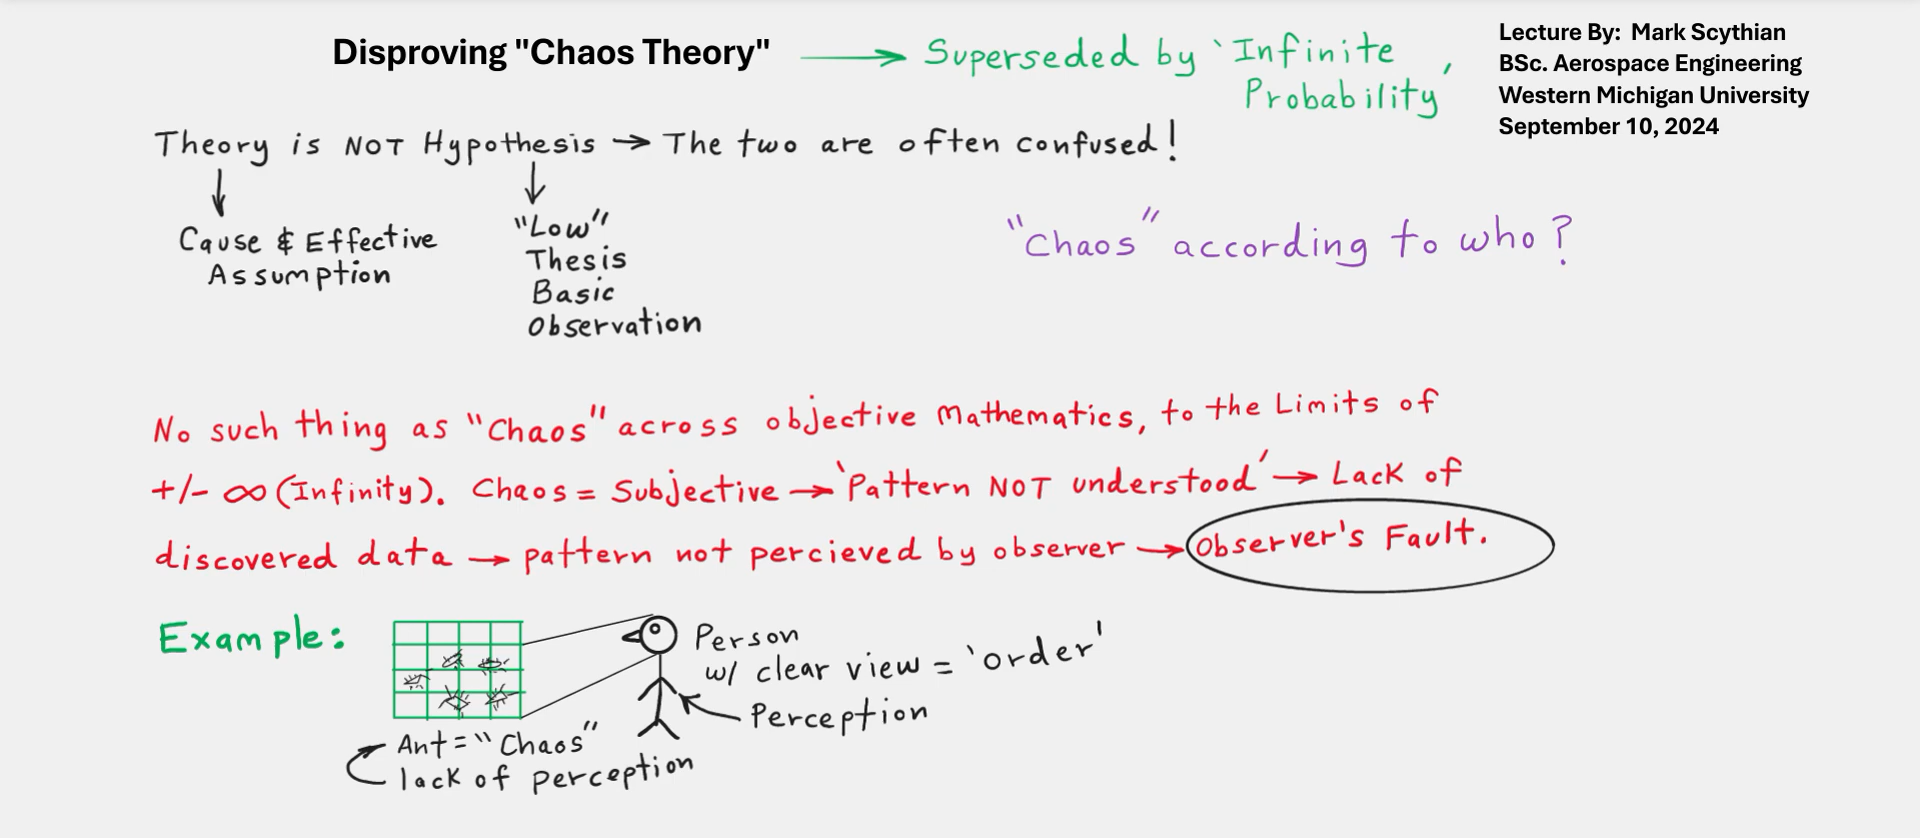 Disproving "Chaos Theory" → Superseded by 'Infinite
Probability'
Lecture By: Mark Scythian
BSc. Aerospace Engineering
Western Michigan University
September 10, 2024
Theory is NOT Hypothesis → The two are often confused!
Cause & Effective
Assumption
"Low"
Thesis
Basic
Observation
"Chaos" according to who?
No such thing as "Chaos" across objective Mathematics, to the Limits of
+/- ∞ (Infinity). Chaos = Subjective → 'Pattern NOT understood' → Lack of
discovered data → pattern not percieved by observer → Observer's Fault.
Example:
Person
w/ clear view = 'order'
Perception
Ant = "Chaos"
lack of perception